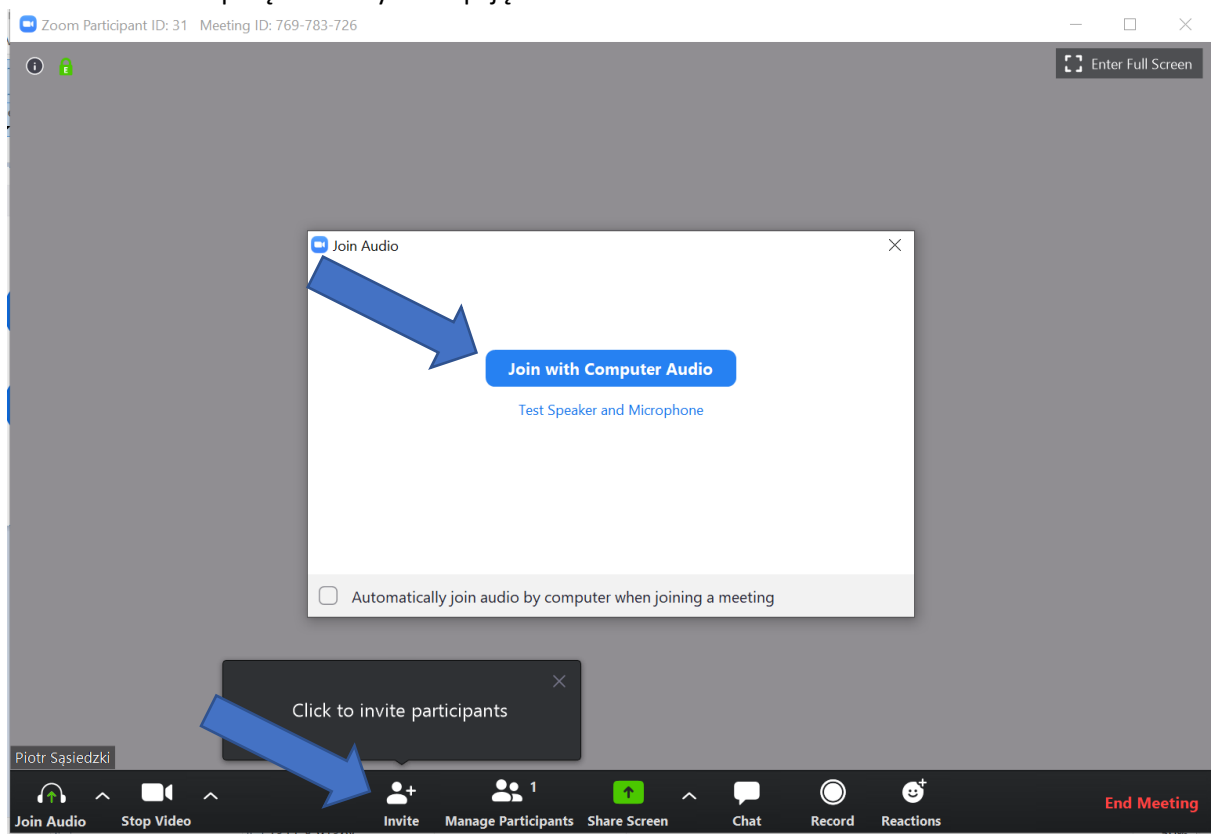 Zoom Participant ID: 31 Meeting ID: 769-783-726
Enter Full Screen
Join Audio
Join with Computer Audio
Test Speaker and Microphone
Automatically join audio by computer when joining a meeting
Click to invite participants
Piotr Sąsiedzki
1
Join Audio Stop Video Invite Manage Participants Share Screen Chat Record Reactions End Meeting